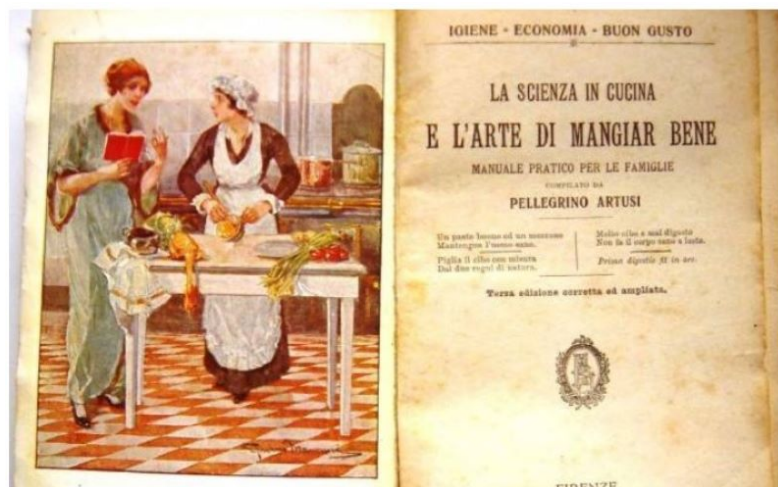 IGIENE - ECONOMIA - BUON GUSTO
LA SCIENZA IN CUCINA
E L'ARTE DI MANGIAR BENE
MANUALE PRATICO PER LE FAMIGLIE
COMPILATO DA
PELLEGRINO ARTUSI
Un pasto buono ed un mezzano
Mantengon l'uomo sano.
Piglia il cibo con misura
Dai due regni di natura.
Molto cibo e mal digesto
Non fa il corpo sano e lesto.
Prima digestio fit in ore.
Terza edizione corretta ed ampliata.
FIRENZE